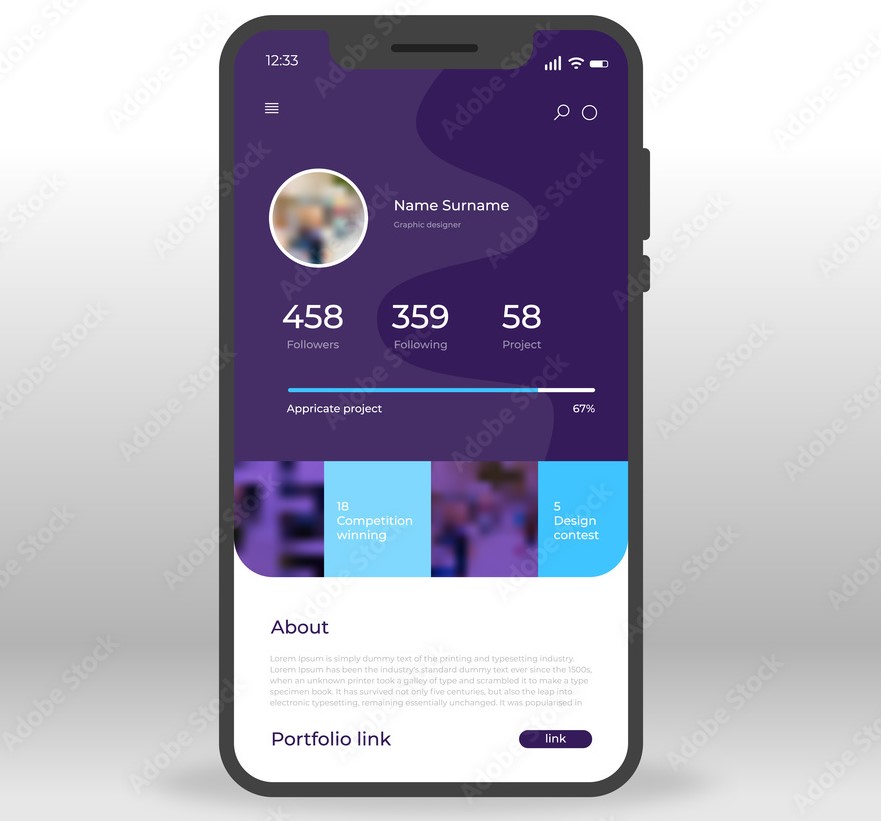 12:33
Name Surname
Graphic designer
458 359 58
Followers Following Project
Appricate project 67%
18
Competition
winning
5
Design
contest
About
Lorem Ipsum is simply dummy text of the printing and typesetting industry.
Lorem Ipsum has been the industry's standard dummy text ever since the 1500s,
when an unknown printer took a galley of type and scrambled it to make a type
specimen book. It has survived not only five centuries, but also the leap into
electronic typesetting, remaining essentially unchanged. It was popularised in
Portfolio link link
Adobe Stock